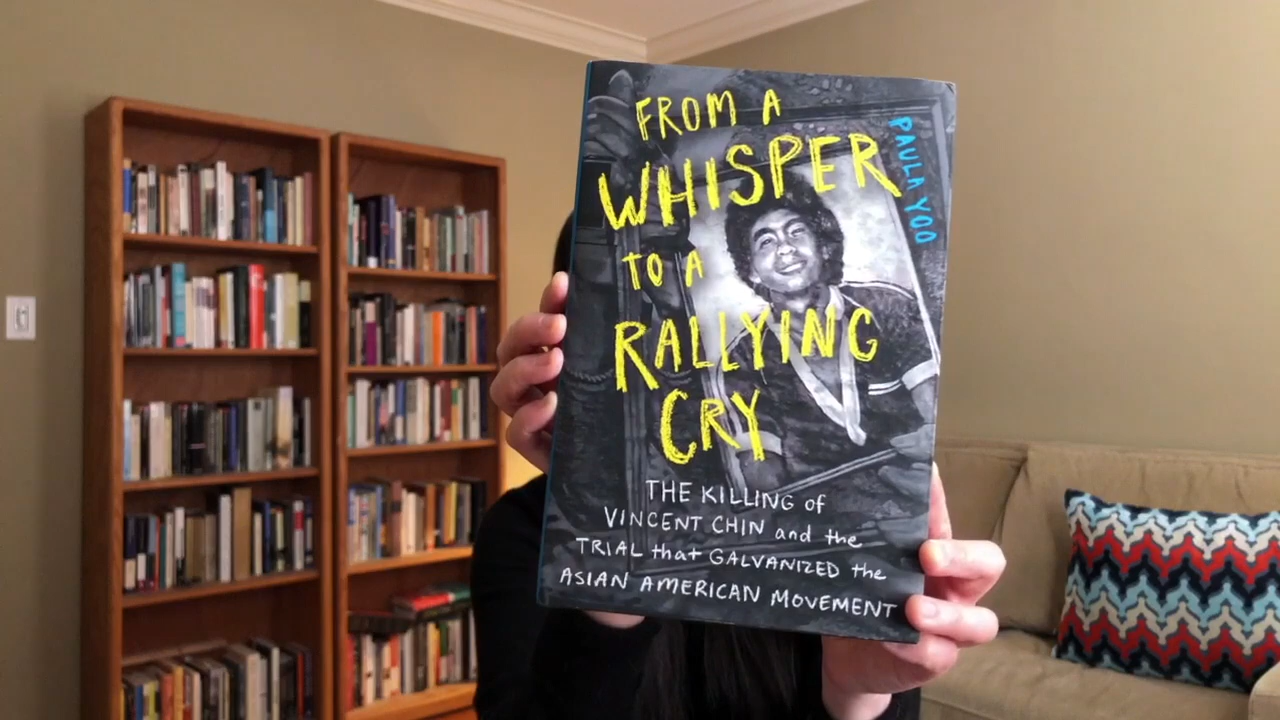 FROM A
WHISPER
TO A
RALLYING
CRY
PAULA YOO
THE KILLING of
VINCENT CHIN and the
TRIAL that GALVANIZED the
ASIAN AMERICAN MOVEMENT